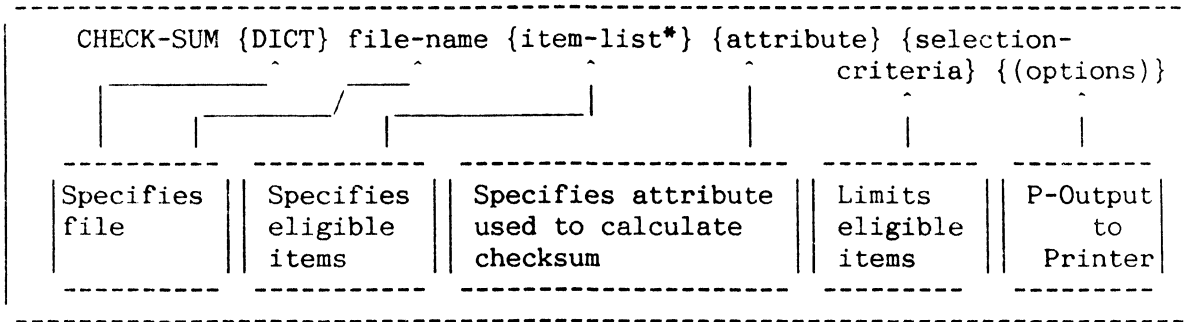 CHECK-SUM {DICT} file-name {item-list*} {attribute} {selection-
criteria} {(options)}
Specifies
file
Specifies
eligible
items
Specifies attribute
used to calculate
checksum
Limits
eligible
items
P-Output
to
Printer